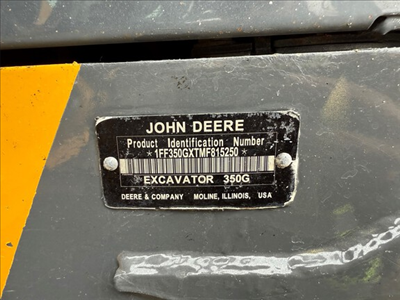 JOHN DEERE
Product Identification Number
*1FF350GXTMF815250*
EXCAVATOR 350G
DEERE & COMPANY MOLINE, ILLINOIS, USA